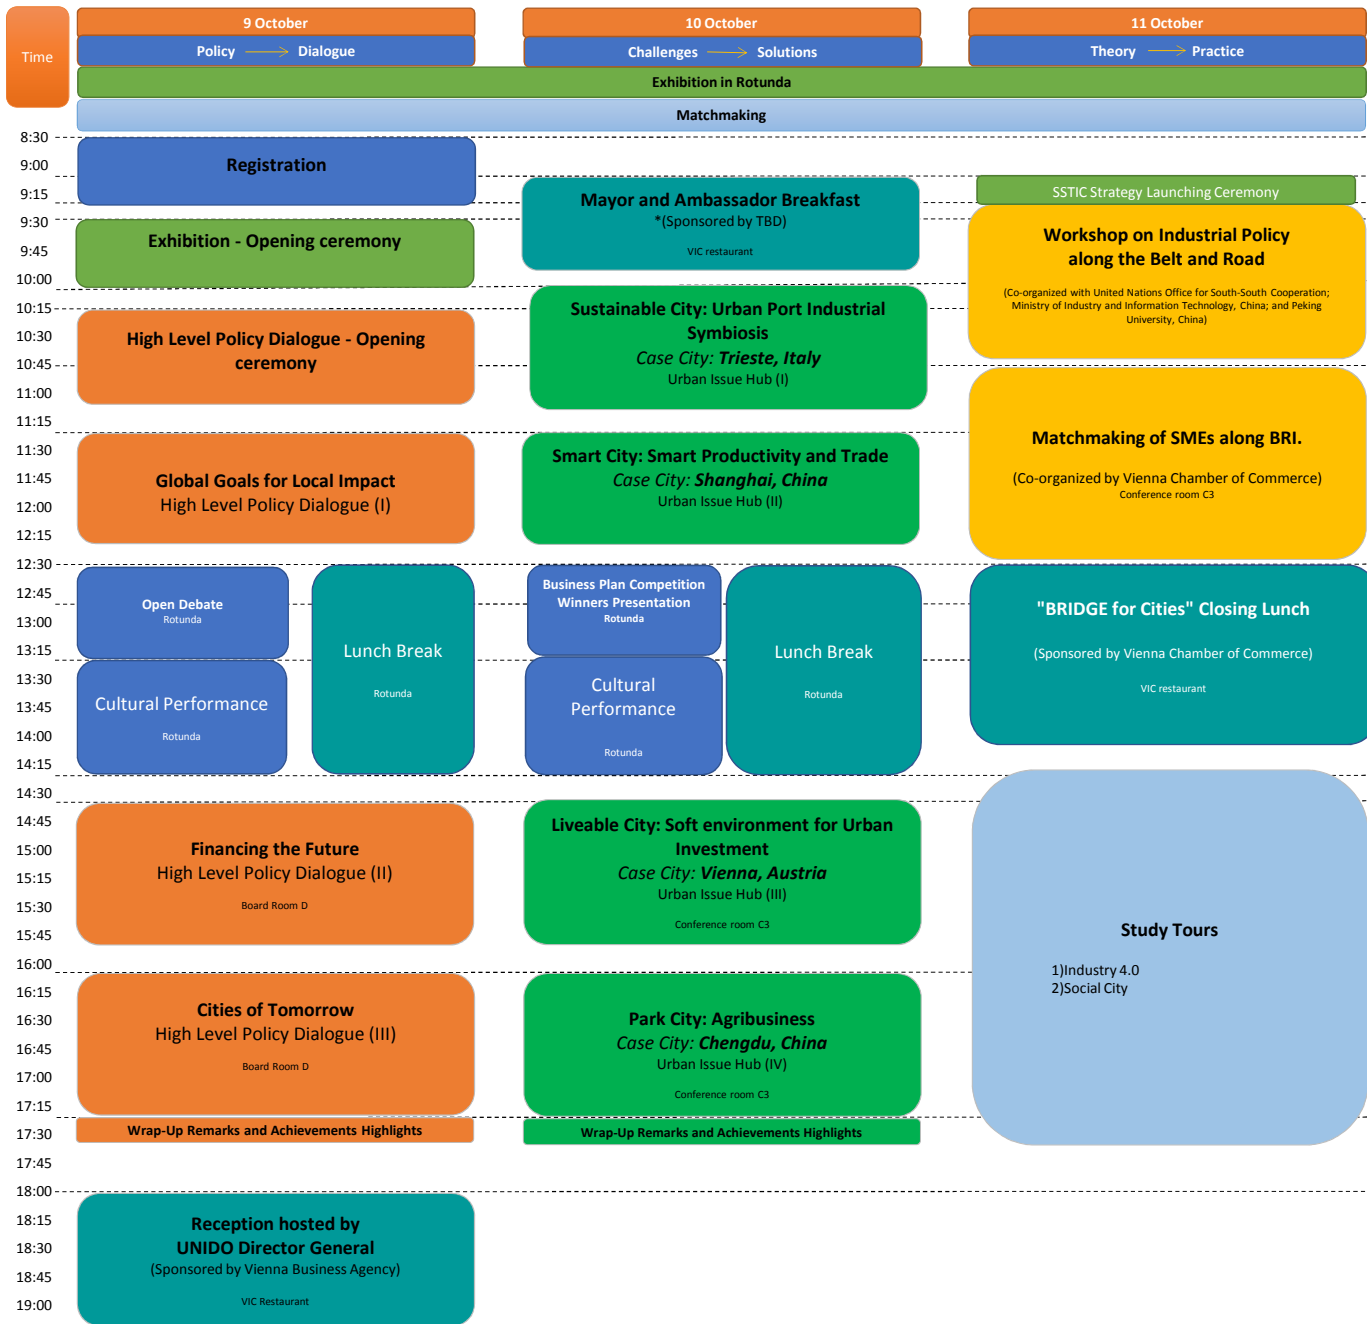 Time
9 October
10 October
11 October
Policy
Dialogue
Challenges
Solutions
Theory
Practice
Exhibition in Rotunda
Matchmaking
8:30
9:00
9:15
9:30
9:45
10:00
10:15
10:30
10:45
11:00
11:15
11:30
11:45
12:00
12:15
12:30
12:45
13:00
13:15
13:30
13:45
14:00
14:15
14:30
14:45
15:00
15:15
15:30
15:45
16:00
16:15
16:30
16:45
17:00
17:15
17:30
17:45
18:00
18:15
18:30
18:45
19:00
Registration
Exhibition - Opening ceremony
High Level Policy Dialogue - Opening
ceremony
Global Goals for Local Impact
High Level Policy Dialogue (I)
Open Debate
Rotunda
Cultural Performance
Rotunda
Lunch Break
Rotunda
Financing the Future
High Level Policy Dialogue (II)
Board Room D
Cities of Tomorrow
High Level Policy Dialogue (III)
Board Room D
Wrap-Up Remarks and Achievements Highlights
Reception hosted by
UNIDO Director General
(Sponsored by Vienna Business Agency)
VIC Restaurant
Mayor and Ambassador Breakfast
*(Sponsored by TBD)
VIC restaurant
Sustainable City: Urban Port Industrial
Symbiosis
Case City: Trieste, Italy
Urban Issue Hub (I)
Smart City: Smart Productivity and Trade
Case City: Shanghai, China
Urban Issue Hub (II)
Business Plan Competition
Winners Presentation
Rotunda
Cultural
Performance
Rotunda
Lunch Break
Rotunda
Liveable City: Soft environment for Urban
Investment
Case City: Vienna, Austria
Urban Issue Hub (III)
Conference room C3
Park City: Agribusiness
Case City: Chengdu, China
Urban Issue Hub (IV)
Conference room C3
Wrap-Up Remarks and Achievements Highlights
SSTIC Strategy Launching Ceremony
Workshop on Industrial Policy
along the Belt and Road
(Co-organized with United Nations Office for South-South Cooperation;
Ministry of Industry and Information Technology, China; and Peking
University, China)
Matchmaking of SMEs along BRI.
(Co-organized by Vienna Chamber of Commerce)
Conference room C3
"BRIDGE for Cities" Closing Lunch
(Sponsored by Vienna Chamber of Commerce)
VIC restaurant
Study Tours
1)Industry 4.0
2)Social City